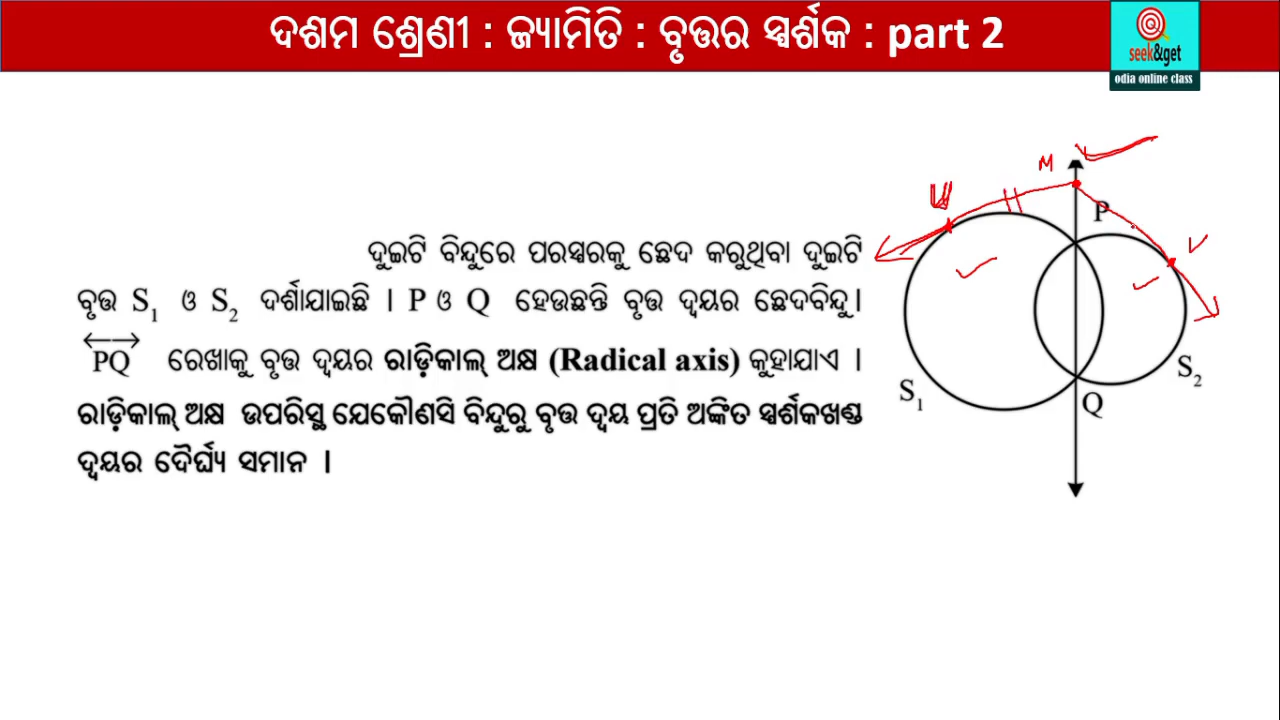 ଦଶମ ଶ୍ରେଣୀ : ଜ୍ୟାମିତି : ବୃତ୍ତର ସ୍ପର୍ଶକ : part 2
seek&get
odia online class
ଦୁଇଟି ବିନ୍ଦୁରେ ପରସ୍ପରକୁ ଛେଦ କରୁଥିବା ଦୁଇଟି
ବୃତ୍ତ S₁ ଓ S₂ ଦର୍ଶାଯାଇଛି । P ଓ Q ହେଉଛନ୍ତି ବୃତ୍ତ ଦ୍ୱୟର ଛେଦବିନ୍ଦୁ।
PQ ରେଖାକୁ ବୃତ୍ତ ଦ୍ୱୟର ରାଡ଼ିକାଲ୍ ଅକ୍ଷ (Radical axis) କୁହାଯାଏ ।
ରାଡ଼ିକାଲ୍ ଅକ୍ଷ ଉପରିସ୍ଥ ଯେକୌଣସି ବିନ୍ଦୁରୁ ବୃତ୍ତ ଦ୍ୱୟ ପ୍ରତି ଅଙ୍କିତ ସ୍ପର୍ଶକଖଣ୍ଡ
ଦ୍ୱୟର ଦୈର୍ଘ୍ୟ ସମାନ ।
M
P
S₁
Q
S₂